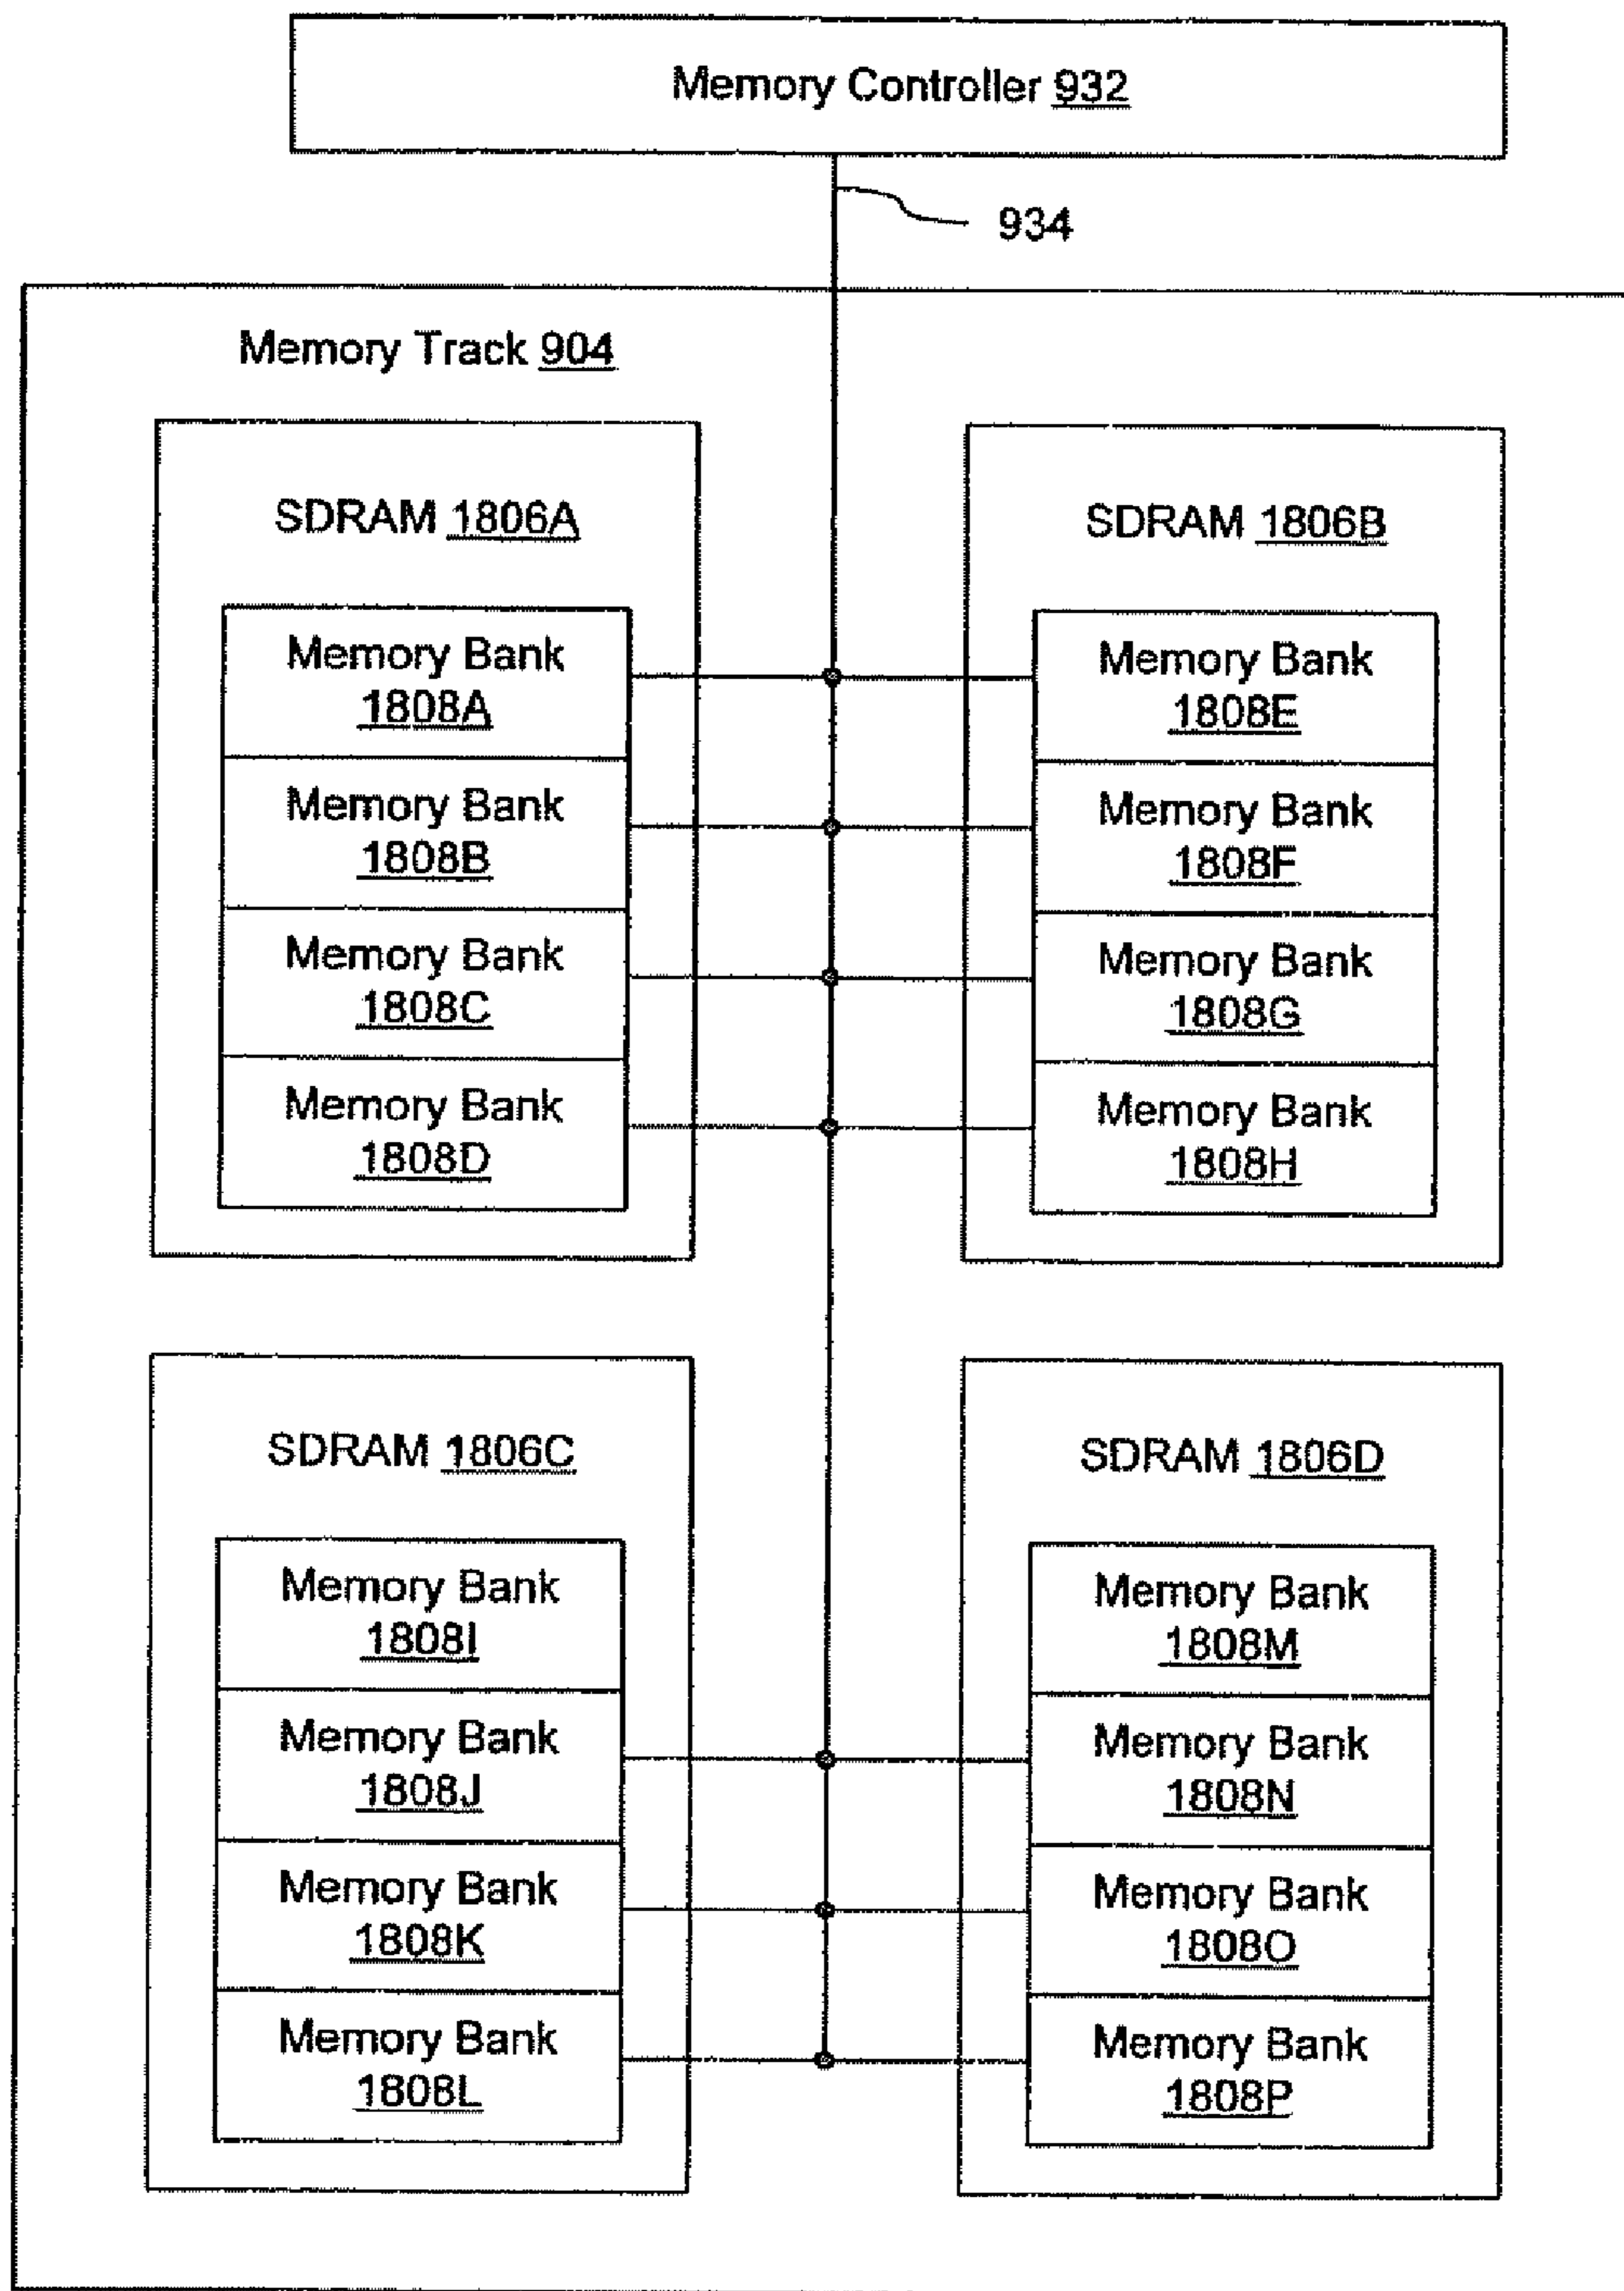 Memory Controller 932
934
Memory Track 904
SDRAM 1806A
Memory Bank
1808A
Memory Bank
1808B
Memory Bank
1808C
Memory Bank
1808D
SDRAM 1806B
Memory Bank
1808E
Memory Bank
1808F
Memory Bank
1808G
Memory Bank
1808H
SDRAM 1806C
Memory Bank
1808I
Memory Bank
1808J
Memory Bank
1808K
Memory Bank
1808L
SDRAM 1806D
Memory Bank
1808M
Memory Bank
1808N
Memory Bank
1808O
Memory Bank
1808P